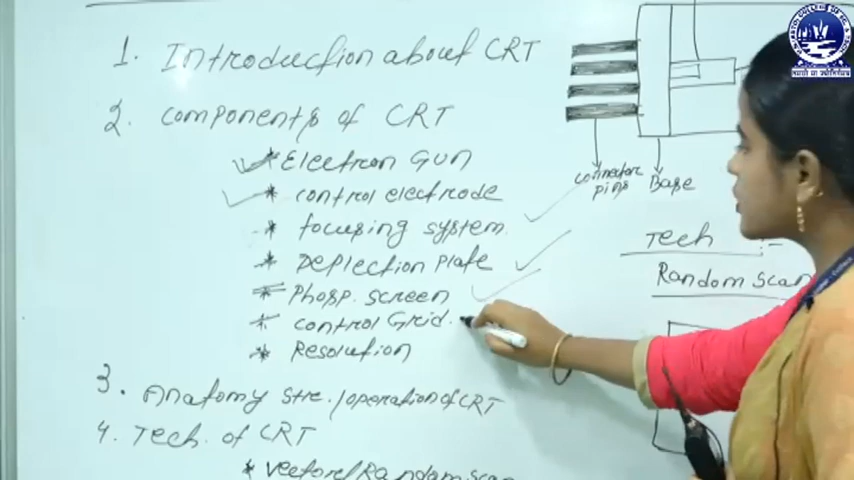 1. Introduction about CRT
2. Components of CRT
* Electron Gun
* control electrode
* focusing system.
* Deflection Plate
* Phosp. screen
* control Grid.
* Resolution
3. Anatomy Stre./operation of CRT
4. Tech. of CRT
* Vector/Random Scan
connector pins
Base
Tech :-
Random Scan